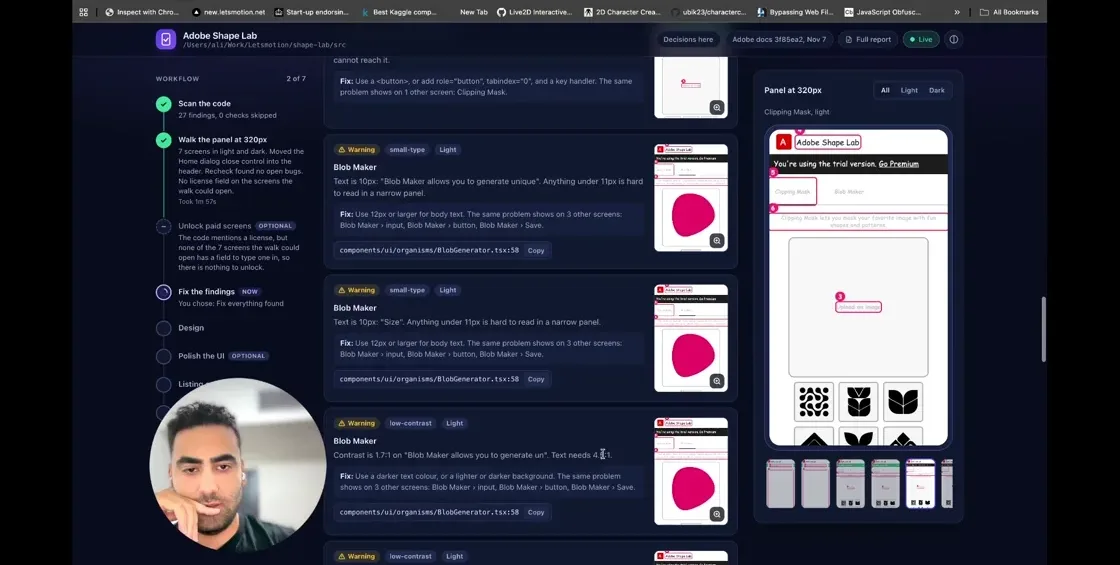 Inspect with Chro...
new.letsmotion.net
Start-up endorsin...
Best Kaggle comp...
New Tab
Live2D Interactive...
2D Character Crea...
ubik23/characterc...
Bypassing Web Fil...
JavaScript Obfusc...
»
All Bookmarks
Adobe Shape Lab
/Users/ali/Work/Letsmotion/shape-lab/src
Decisions here
Adobe docs 3f85ea2, Nov 7
Full report
Live
WORKFLOW
2 of 7
Scan the code
27 findings, 0 checks skipped
Walk the panel at 320px
7 screens in light and dark. Moved the
Home dialog close control into the
header. Recheck found no open bugs.
No license field on the screens the
walk could open.
Took 1m 57s
Unlock paid screens OPTIONAL
The code mentions a license, but
none of the 7 screens the walk could
open has a field to type one in, so
there is nothing to unlock.
Fix the findings NOW
You chose: Fix everything found
Design
Polish the UI OPTIONAL
Listing
cannot reach it.
Fix: Use a <button>, or add role="button", tabindex="0", and a key handler. The same
problem shows on 1 other screen: Clipping Mask.
Warning small-type Light
Blob Maker
Text is 10px: "Blob Maker allows you to generate unique". Anything under 11px is hard
to read in a narrow panel.
Fix: Use 12px or larger for body text. The same problem shows on 3 other screens:
Blob Maker › input, Blob Maker › button, Blob Maker › Save.
components/ui/organisms/BlobGenerator.tsx:58 Copy
Warning small-type Light
Blob Maker
Text is 10px: "Size". Anything under 11px is hard to read in a narrow panel.
Fix: Use 12px or larger for body text. The same problem shows on 3 other screens:
Blob Maker › input, Blob Maker › button, Blob Maker › Save.
components/ui/organisms/BlobGenerator.tsx:58 Copy
Warning low-contrast Light
Blob Maker
Contrast is 1.7:1 on "Blob Maker allows you to generate un". Text needs
Fix: Use a darker text colour, or a lighter or darker background. The same problem
shows on 3 other screens: Blob Maker › input, Blob Maker › button, Blob Maker › Save.
components/ui/organisms/BlobGenerator.tsx:58 Copy
Warning low-contrast Light
Panel at 320px
All Light Dark
Clipping Mask, light
A Adobe Shape Lab
You're using the trial version. Go Premium
5
Clipping Mask
Blob Maker
6
Clipping Mask lets you mask your favorite image with fun
shapes and patterns.
3
Upload an image